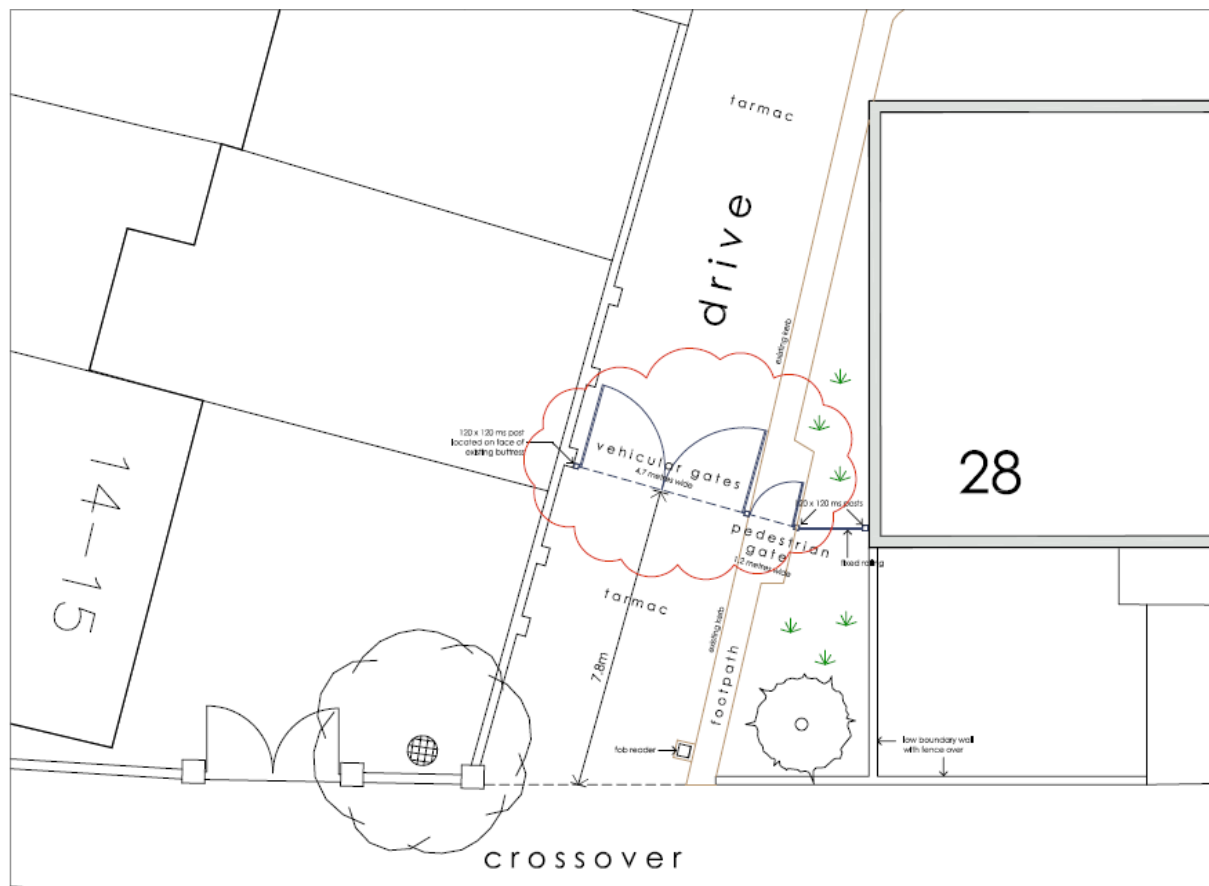 tarmac
drive
existing kerb
120 x 120 ms post
located on face of
existing buttress
vehicular gates
4.7 metres wide
28
14–15
20 x 120 ms posts
pedestrian
gate
1.2 metres wide
fixed railing
tarmac
existing kerb
7.8m
footpath
fob reader
low boundary wall
with fence over
crossover